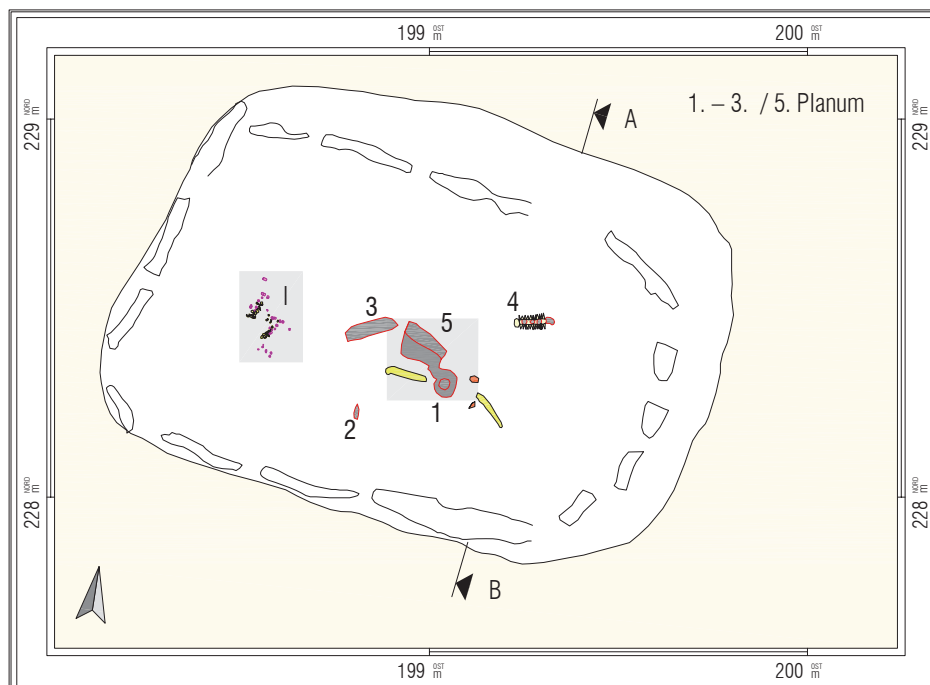 199 OST m
200 OST m
229 NORD m
229 NORD m
1. – 3. / 5. Planum
A
I
3
5
4
2
1
228 NORD m
228 NORD m
B
199 OST m
200 OST m